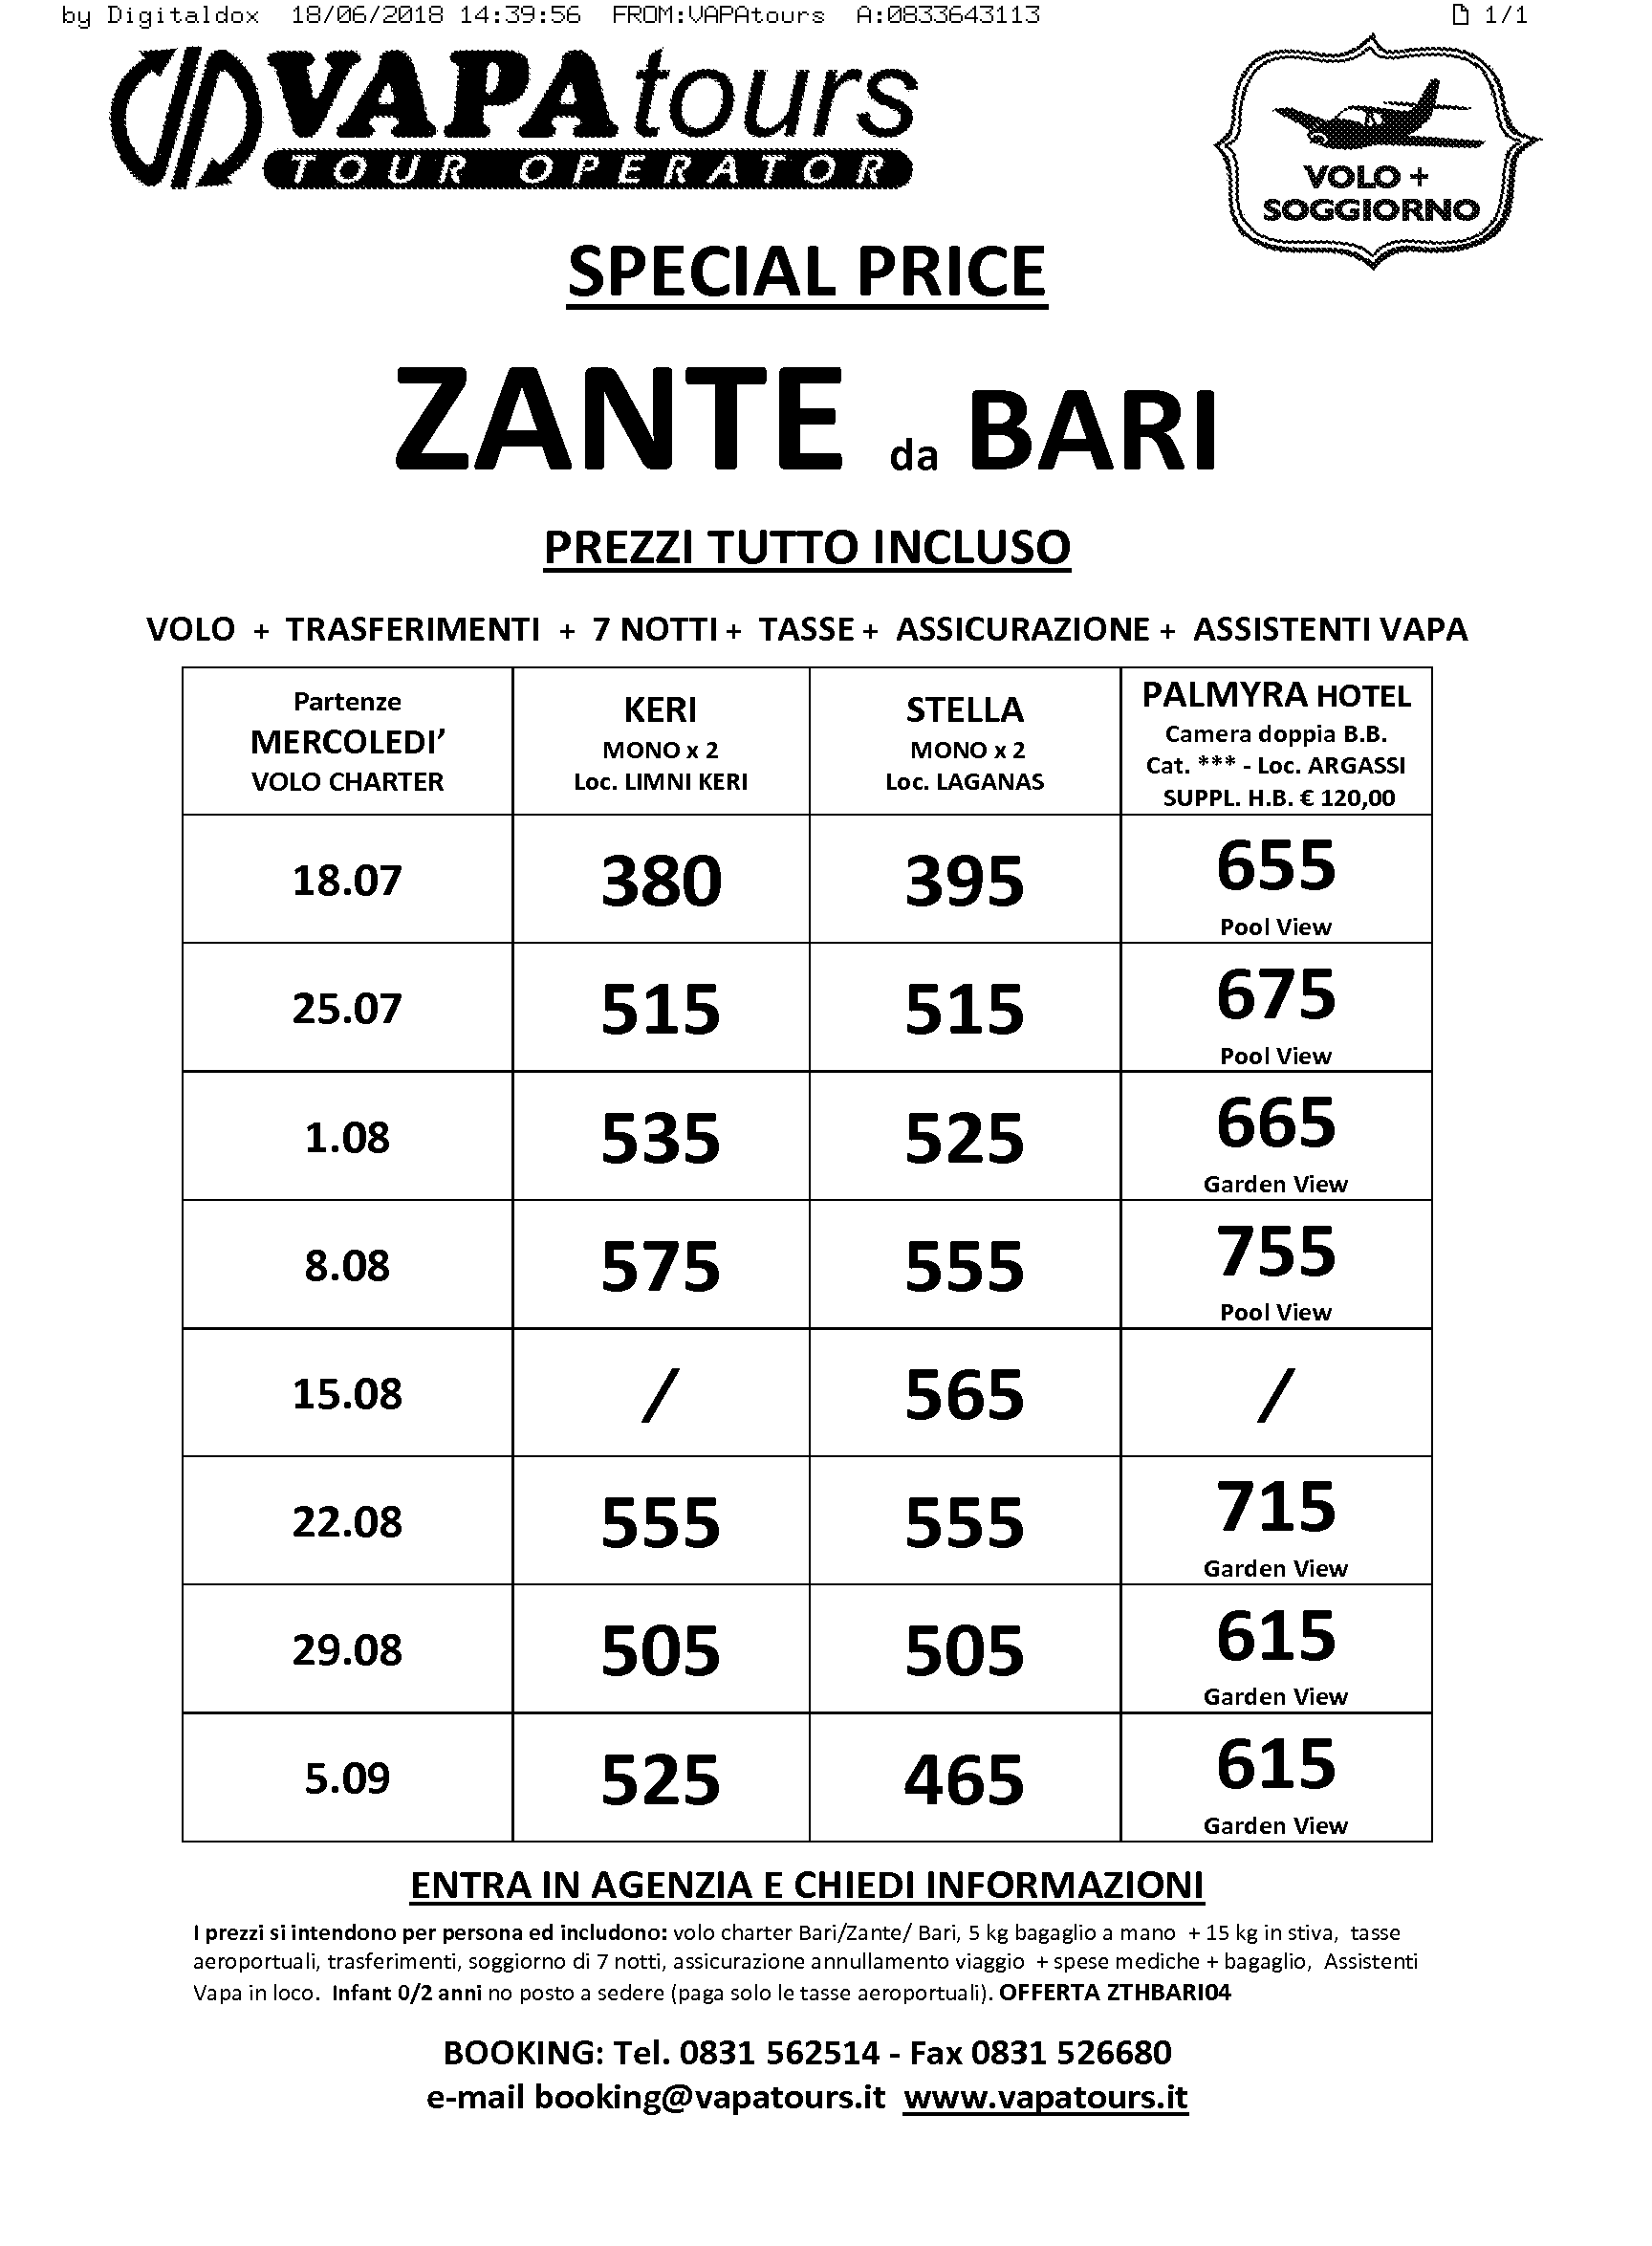 by Digitaldox  18/06/2018 14:39:56  FROM:VAPAtours  A:0833643113  1/1
VAPAtours
TOUR OPERATOR
VOLO +
SOGGIORNO
SPECIAL PRICE
ZANTE da BARI
PREZZI TUTTO INCLUSO
VOLO + TRASFERIMENTI + 7 NOTTI + TASSE + ASSICURAZIONE + ASSISTENTI VAPA
Partenze
MERCOLEDI’
VOLO CHARTER
KERI
MONO x 2
Loc. LIMNI KERI
STELLA
MONO x 2
Loc. LAGANAS
PALMYRA HOTEL
Camera doppia B.B.
Cat. *** - Loc. ARGASSI
SUPPL. H.B. € 120,00
18.07 380 395 655
Pool View
25.07 515 515 675
Pool View
1.08 535 525 665
Garden View
8.08 575 555 755
Pool View
15.08 / 565 /
22.08 555 555 715
Garden View
29.08 505 505 615
Garden View
5.09 525 465 615
Garden View
ENTRA IN AGENZIA E CHIEDI INFORMAZIONI
I prezzi si intendono per persona ed includono: volo charter Bari/Zante/ Bari, 5 kg bagaglio a mano + 15 kg in stiva, tasse
aeroportuali, trasferimenti, soggiorno di 7 notti, assicurazione annullamento viaggio + spese mediche + bagaglio, Assistenti
Vapa in loco. Infant 0/2 anni no posto a sedere (paga solo le tasse aeroportuali). OFFERTA ZTHBARI04
BOOKING: Tel. 0831 562514 - Fax 0831 526680
e-mail booking@vapatours.it www.vapatours.it